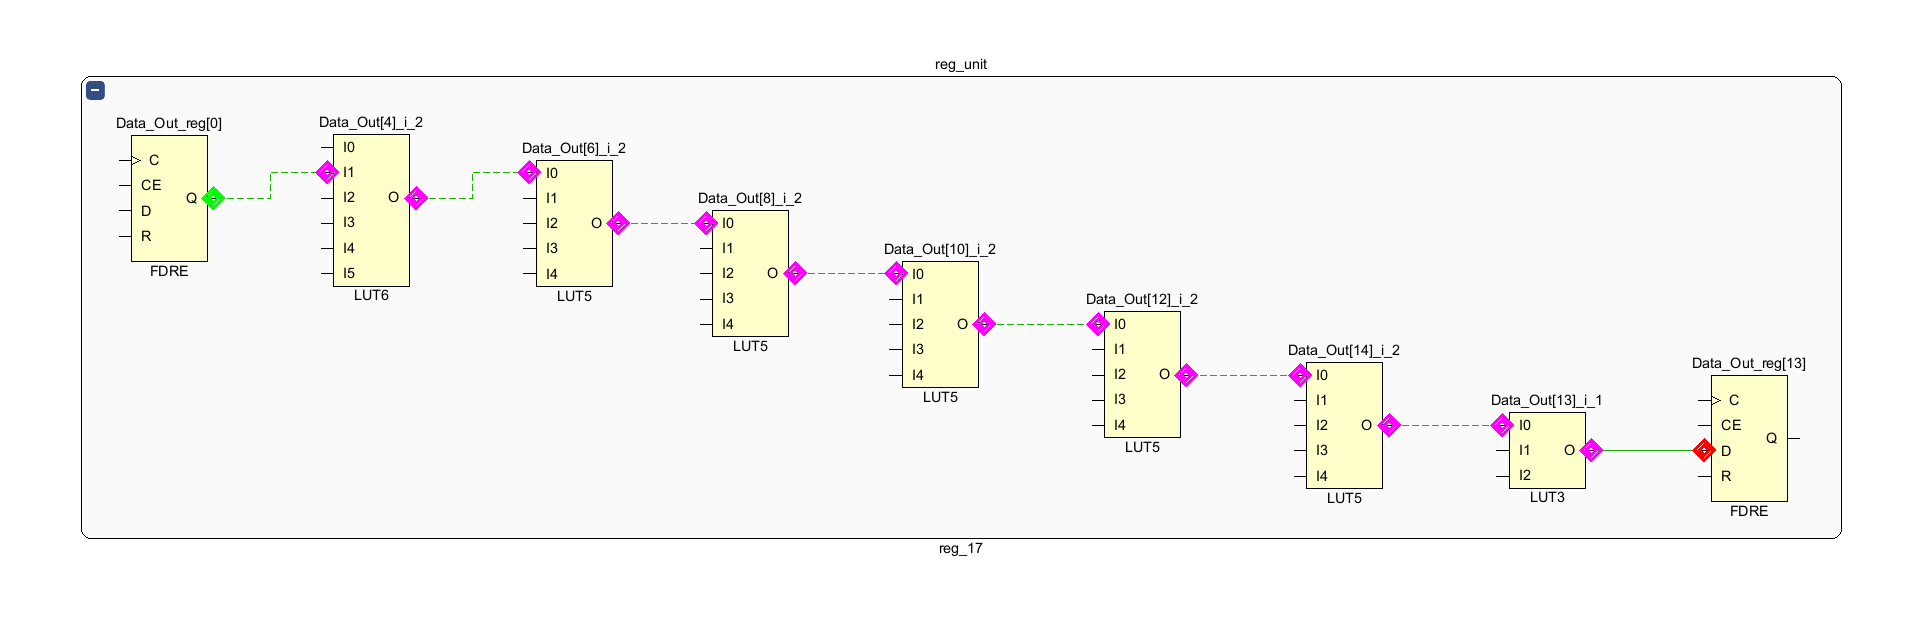 reg_unit
Data_Out_reg[0]
C
CE
D
R
Q
FDRE
Data_Out[4]_i_2
I0
I1
I2
I3
I4
I5
O
LUT6
Data_Out[6]_i_2
I0
I1
I2
I3
I4
O
LUT5
Data_Out[8]_i_2
I0
I1
I2
I3
I4
O
LUT5
Data_Out[10]_i_2
I0
I1
I2
I3
I4
O
LUT5
Data_Out[12]_i_2
I0
I1
I2
I3
I4
O
LUT5
Data_Out[14]_i_2
I0
I1
I2
I3
I4
O
LUT5
Data_Out[13]_i_1
I0
I1
I2
O
LUT3
Data_Out_reg[13]
C
CE
D
R
Q
FDRE
reg_17